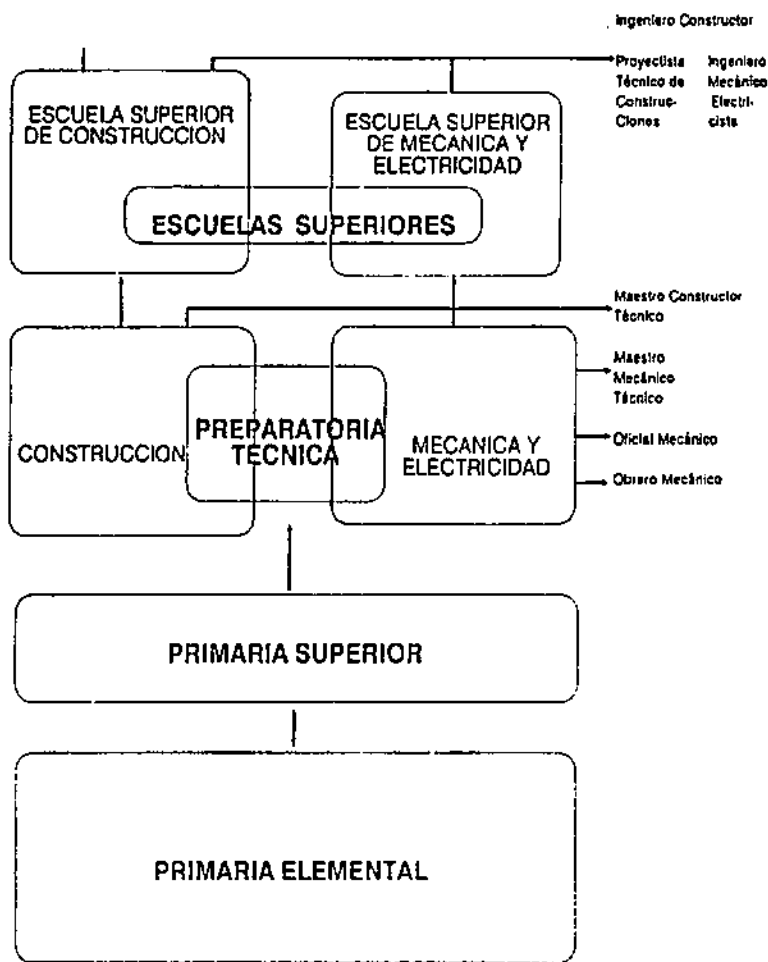 Ingeniero Constructor
Proyectista Ingeniero
Técnico de Mecánico
Construc- Electri-
Ciones cista
ESCUELA SUPERIOR
DE CONSTRUCCION
ESCUELA SUPERIOR
DE MECANICA Y
ELECTRICIDAD
ESCUELAS SUPERIORES
Maestro Constructor
Técnico
Maestro
Mecánico
Técnico
Oficial Mecánico
Obrero Mecánico
CONSTRUCCION
PREPARATORIA
TECNICA
MECANICA Y
ELECTRICIDAD
PRIMARIA SUPERIOR
PRIMARIA ELEMENTAL